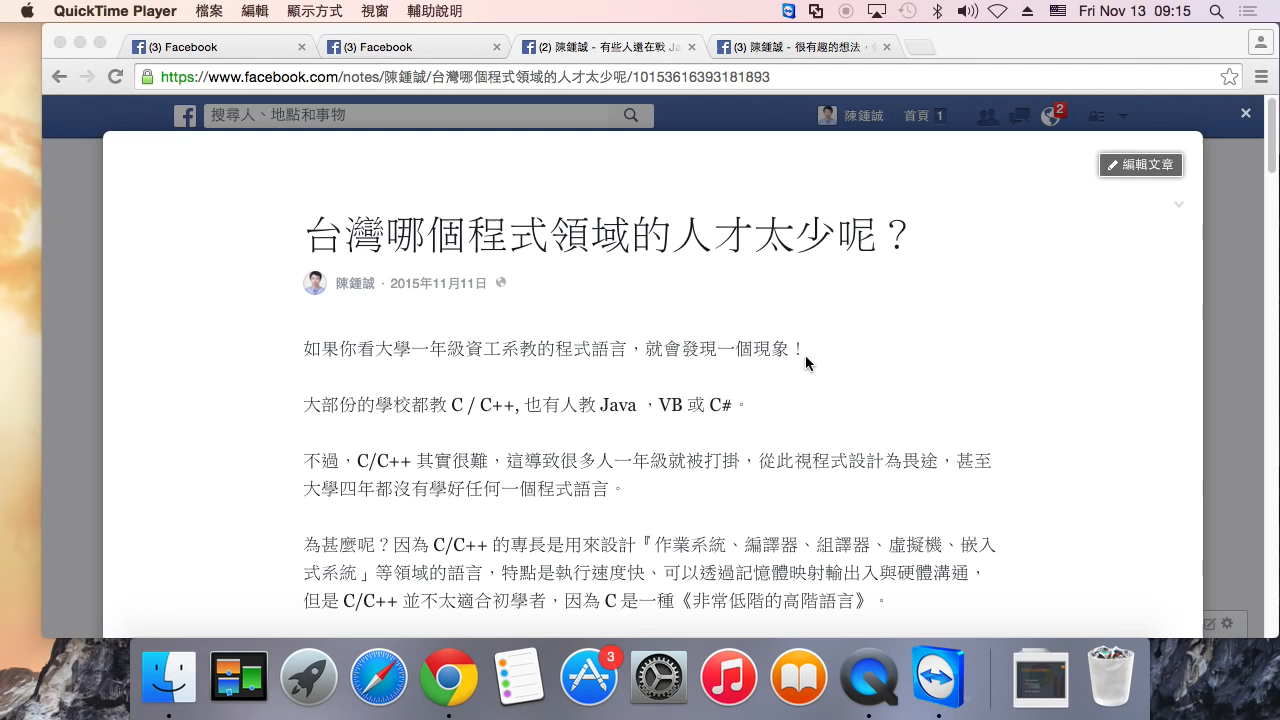 QuickTime Player 檔案 編輯 顯示方式 視窗 輔助說明 Fri Nov 13 09:15
(3) Facebook
(3) Facebook
(2) 陳鍾誠 - 有些人還在戰 Ja
(3) 陳鍾誠 - 很有趣的想法，
https://www.facebook.com/notes/陳鍾誠/台灣哪個程式領域的人才太少呢/10153616393181893
搜尋人、地點和事物 陳鍾誠 首頁 1 2
編輯文章
台灣哪個程式領域的人才太少呢？
陳鍾誠 · 2015年11月11日
如果你看大學一年級資工系教的程式語言，就會發現一個現象！
大部份的學校都教 C / C++, 也有人教 Java ，VB 或 C#。
不過，C/C++ 其實很難，這導致很多人一年級就被打掛，從此視程式設計為畏途，甚至
大學四年都沒有學好任何一個程式語言。
為甚麼呢？因為 C/C++ 的專長是用來設計『作業系統、編譯器、組譯器、虛擬機、嵌入
式系統」等領域的語言，特點是執行速度快、可以透過記憶體映射輸出入與硬體溝通，
但是 C/C++ 並不太適合初學者，因為 C 是一種《非常低階的高階語言》。
3